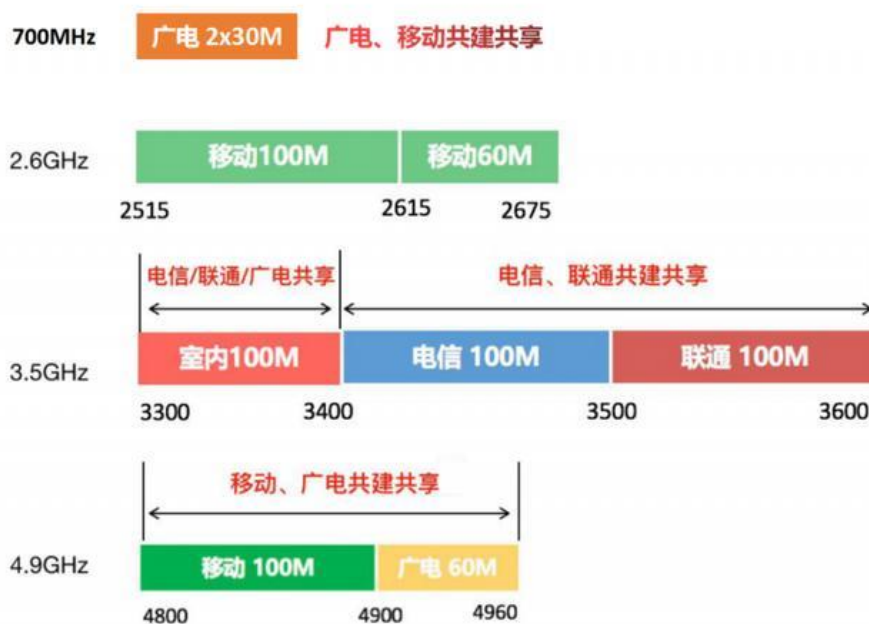 700MHz 广电 2x30M 广电、移动共建共享
2.6GHz 移动100M 移动60M
2515 2615 2675
电信/联通/广电共享 电信、联通共建共享
3.5GHz 室内100M 电信 100M 联通 100M
3300 3400 3500 3600
移动、广电共建共享
4.9GHz 移动 100M 广电 60M
4800 4900 4960